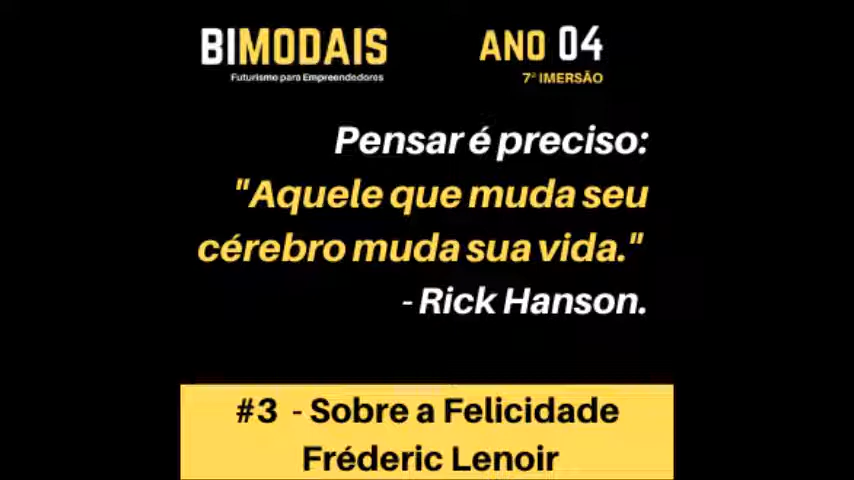 BIMODAIS
Futurismo para Empreendedores
ANO 04
7ª IMERSÃO
Pensar é preciso:
"Aquele que muda seu
cérebro muda sua vida."
- Rick Hanson.
#3 - Sobre a Felicidade
Fréderic Lenoir